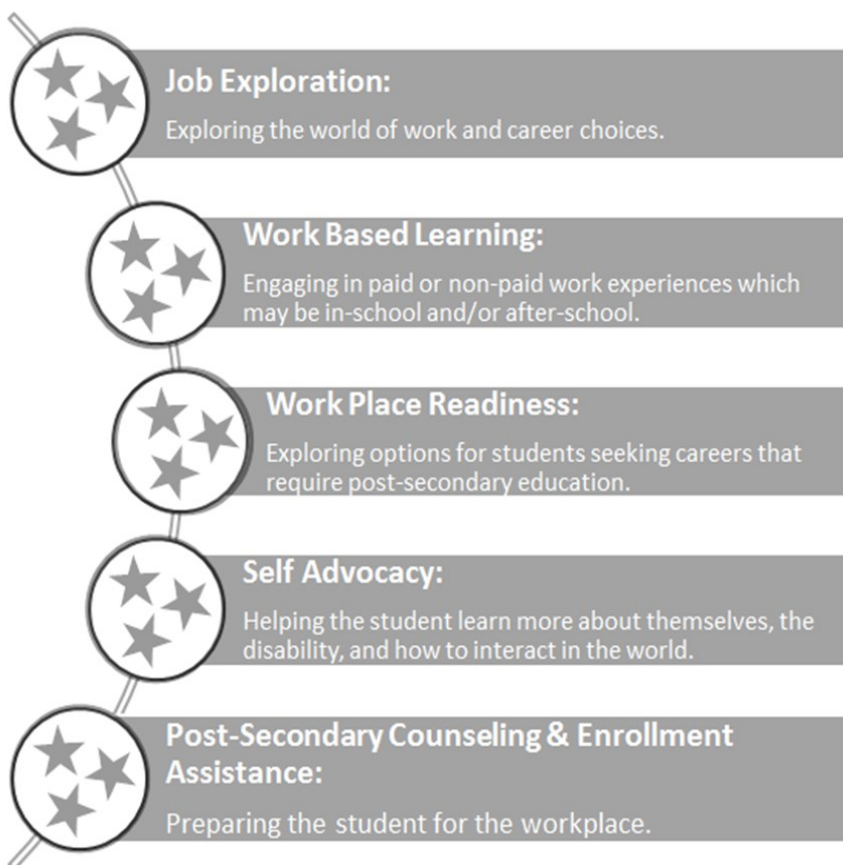 Job Exploration:
Exploring the world of work and career choices.
Work Based Learning:
Engaging in paid or non-paid work experiences which
may be in-school and/or after-school.
Work Place Readiness:
Exploring options for students seeking careers that
require post-secondary education.
Self Advocacy:
Helping the student learn more about themselves, the
disability, and how to interact in the world.
Post-Secondary Counseling & Enrollment
Assistance:
Preparing the student for the workplace.